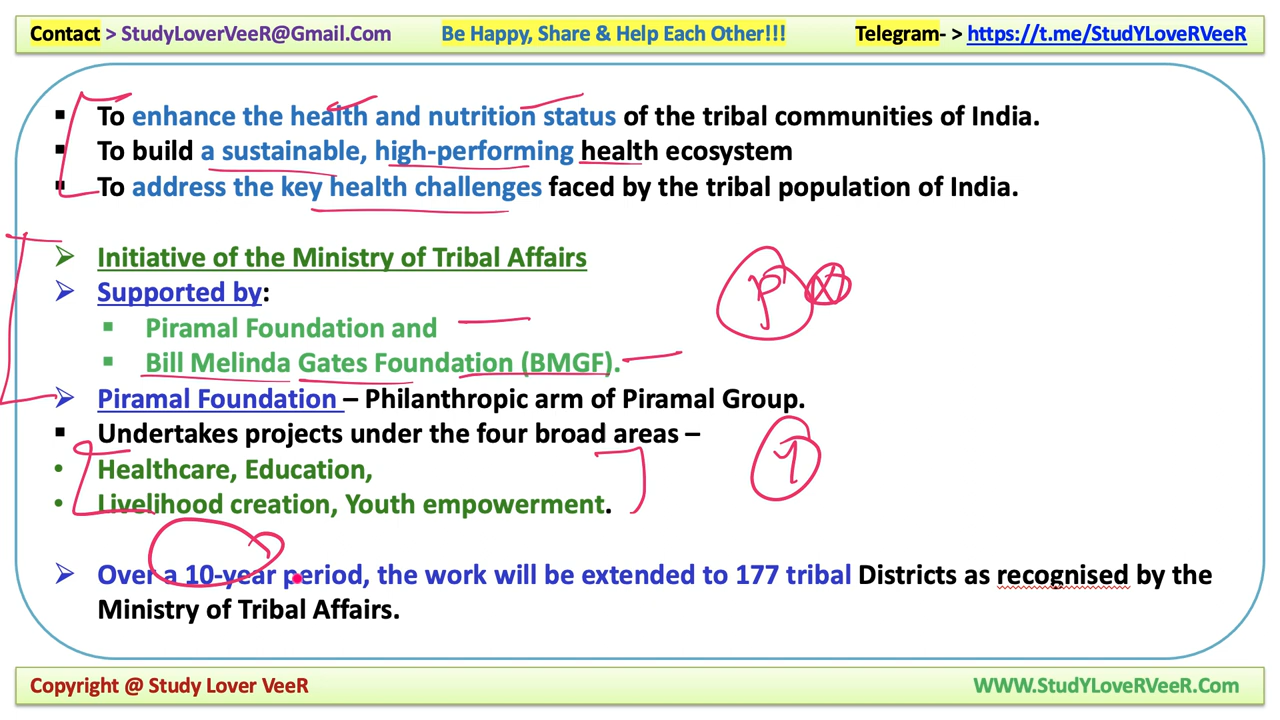 Contact > StudyLoverVeeR@Gmail.Com Be Happy, Share & Help Each Other!!! Telegram- > https://t.me/StudYLoveRVeeR
▪ To enhance the health and nutrition status of the tribal communities of India.
▪ To build a sustainable, high-performing health ecosystem
▪ To address the key health challenges faced by the tribal population of India.
➢ Initiative of the Ministry of Tribal Affairs
➢ Supported by:
▪ Piramal Foundation and
▪ Bill Melinda Gates Foundation (BMGF).
➢ Piramal Foundation – Philanthropic arm of Piramal Group.
▪ Undertakes projects under the four broad areas –
• Healthcare, Education,
• Livelihood creation, Youth empowerment.
➢ Over a 10-year period, the work will be extended to 177 tribal Districts as recognised by the
Ministry of Tribal Affairs.
Copyright @ Study Lover VeeR WWW.StudYLoveRVeeR.Com